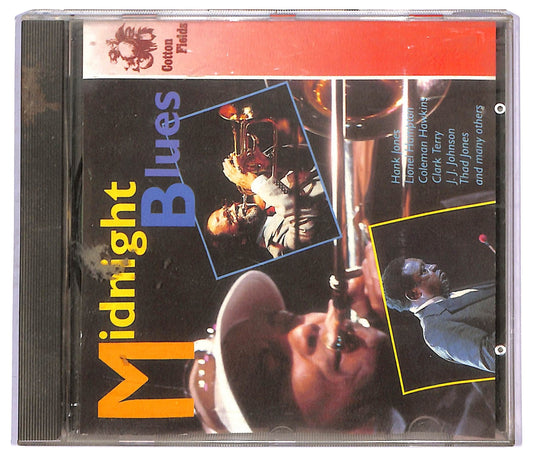 Cotton
Fields
Midnight
Blues
Hank Jones
Lionel Hampton
Coleman Hawkins
Clark Terry
J. J. Johnson
Thad Jones
and many others